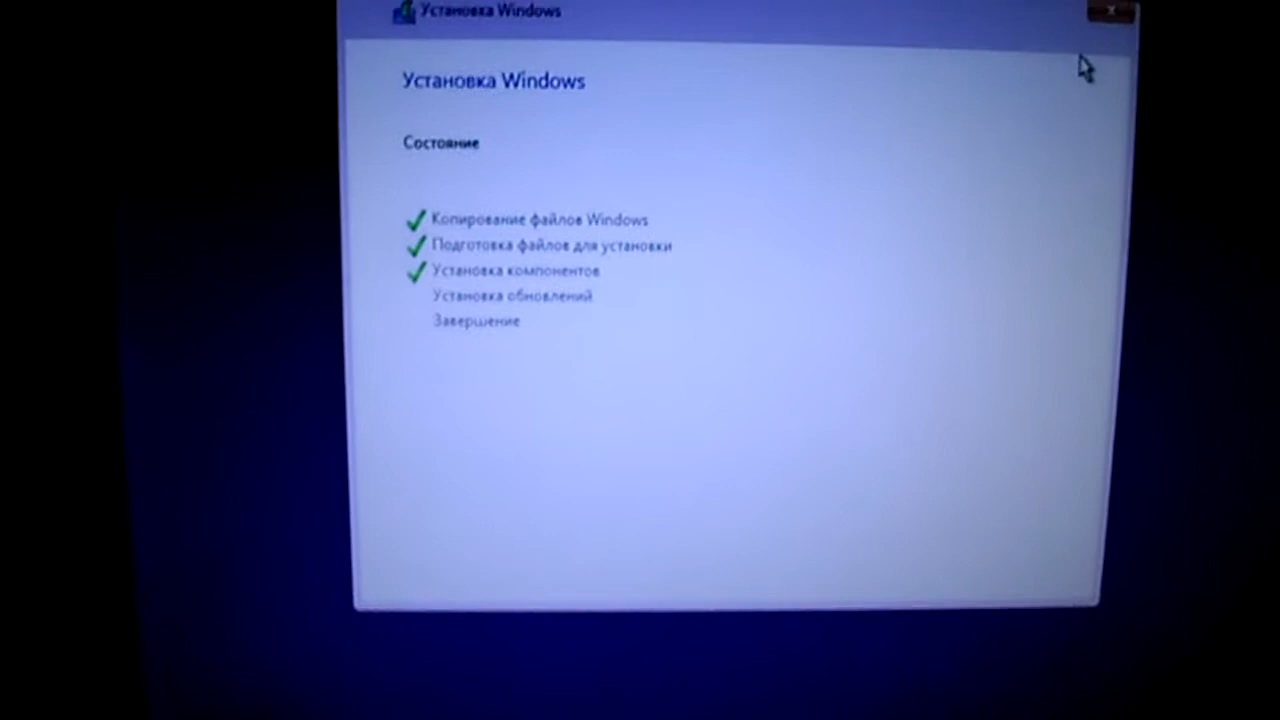 Установка Windows
Установка Windows
Состояние
Копирование файлов Windows
Подготовка файлов для установки
Установка компонентов
Установка обновлений
Завершение